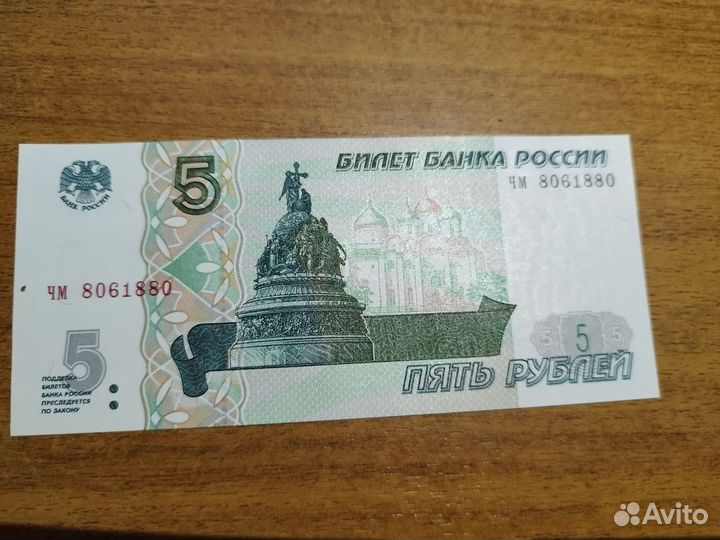 5
БИЛЕТ БАНКА РОССИИ
ЧМ 8061880
БАНК РОССИИ
ЧМ 8061880
5
ПОДДЕЛКА
БИЛЕТОВ
БАНКА РОССИИ
ПРЕСЛЕДУЕТСЯ
ПО ЗАКОНУ
5
ПЯТЬ РУБЛЕЙ
Avito